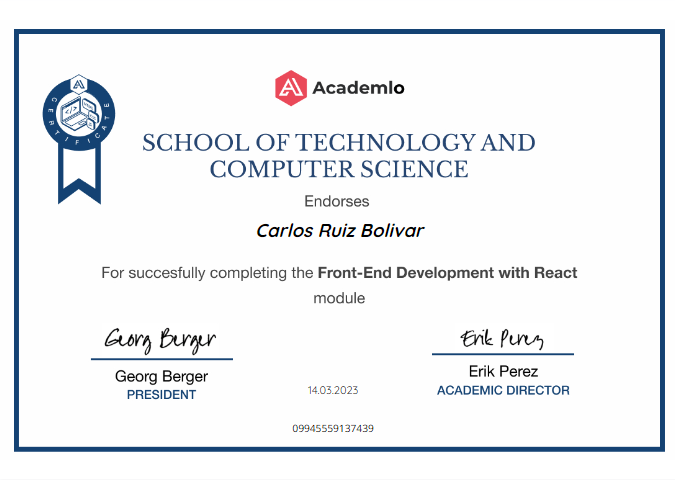 CERTIFICATE
Academlo
SCHOOL OF TECHNOLOGY AND
COMPUTER SCIENCE
Endorses
Carlos Ruiz Bolivar
For succesfully completing the Front-End Development with React
module
Georg Berger
Erik Perez
Georg Berger
Erik Perez
PRESIDENT
14.03.2023
ACADEMIC DIRECTOR
09945559137439